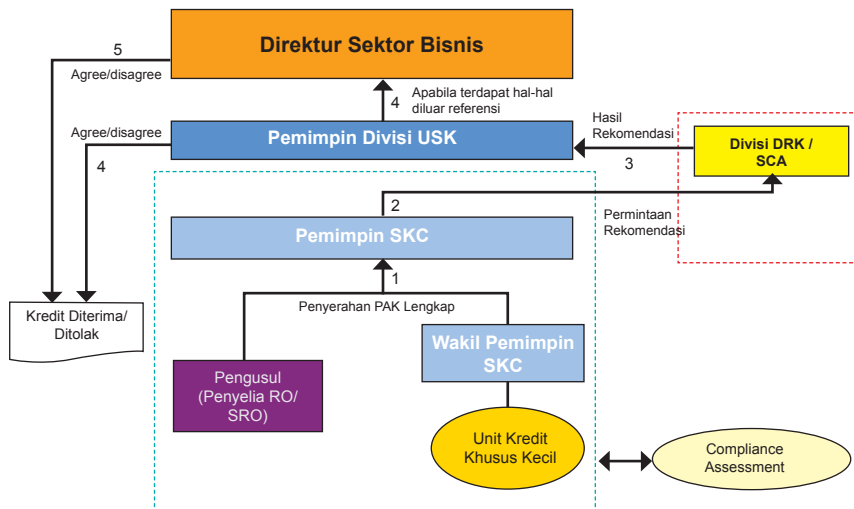 Direktur Sektor Bisnis
5
Agree/disagree
4
Apabila terdapat hal-hal
diluar referensi
Agree/disagree
4
Pemimpin Divisi USK
Hasil
Rekomendasi
3
Divisi DRK /
SCA
2
Permintaan
Rekomendasi
Pemimpin SKC
1
Penyerahan PAK Lengkap
Kredit Diterima/
Ditolak
Wakil Pemimpin
SKC
Pengusul
(Penyelia RO/
SRO)
Unit Kredit
Khusus Kecil
Compliance
Assessment